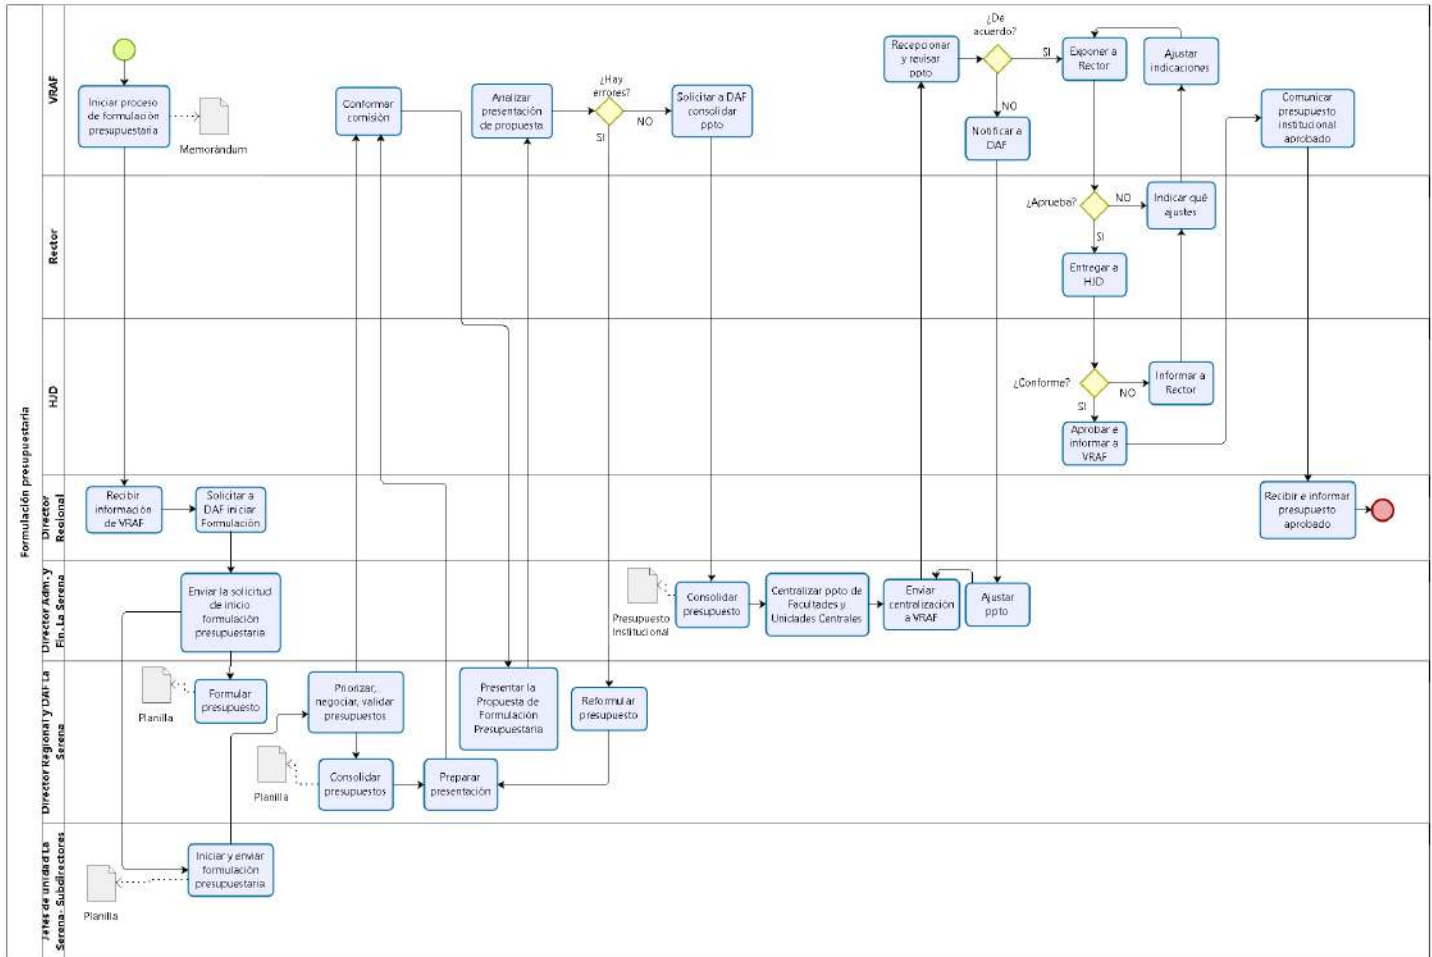 Formulación presupuestaria
VRAF
Iniciar proceso
de formulación
presupuestaria
Memorándum
Conformar
comisión
Analizar
presentación
de propuesta
¿Hay
errores?
SI
NO
Solicitar a DAF
consolidar
ppto
Recepcionar
y revisar
ppto
¿De
acuerdo?
SI
NO
Notificar a
DAF
Exponer a
Rector
Ajustar
indicaciones
Comunicar
presupuesto
institucional
aprobado
Rector
¿Aprueba?
NO
SI
Indicar qué
ajustes
Entregar a
HJD
HJD
¿Conforme?
NO
SI
Informar a
Rector
Aprobar e
informar a
VRAF
Director
Regional
Recibir
información
de VRAF
Solicitar a
DAF iniciar
Formulación
Recibir e informar
presupuesto
aprobado
Director Adm. y
Fin. La Serena
Enviar la solicitud
de inicio
formulación
presupuestaria
Presupuesto
Institucional
Consolidar
presupuesto
Centralizar ppto de
Facultades y
Unidades Centrales
Enviar
centralización
a VRAF
Ajustar
ppto
Director Regional y DAF La
Serena
Planilla
Formular
presupuesto
Priorizar,
negociar, validar
presupuestos
Planilla
Consolidar
presupuestos
Preparar
presentación
Presentar la
Propuesta de
Formulación
Presupuestaria
Reformular
presupuesto
Jefes de unidad La
Serena- Subdirectores
Planilla
Iniciar y enviar
formulación
presupuestaria